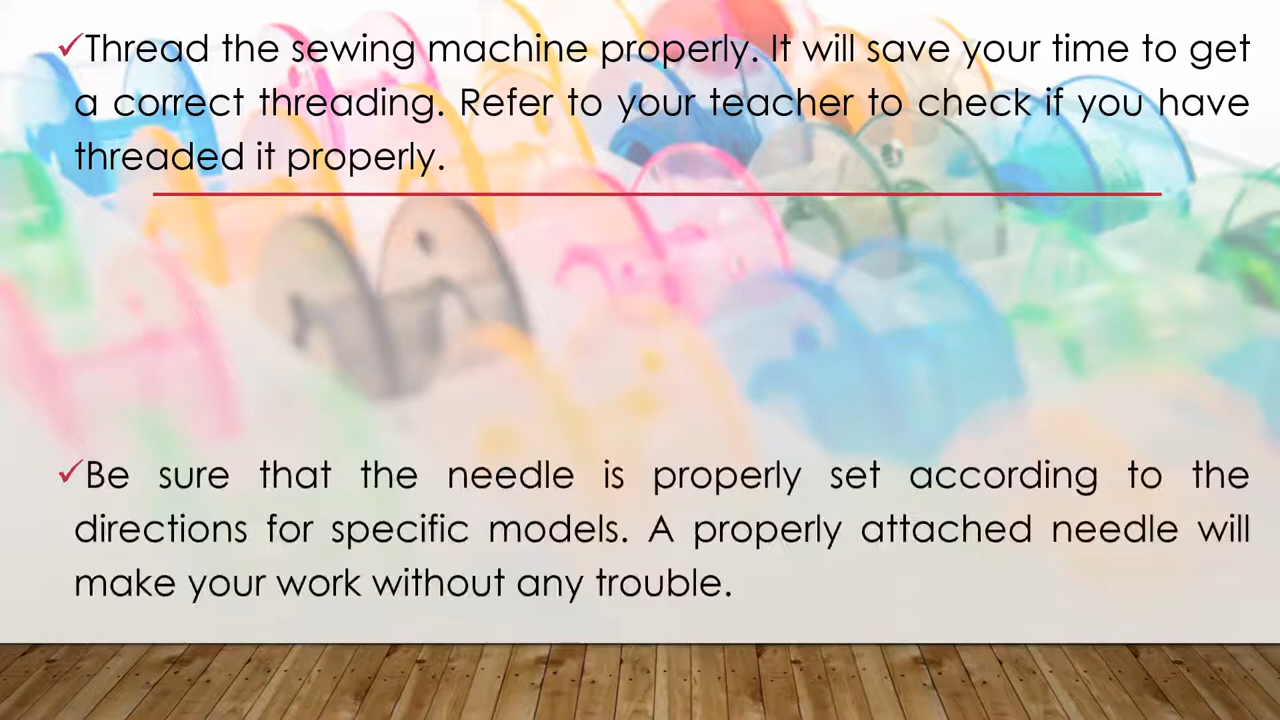 ✓Thread the sewing machine properly. It will save your time to get
a correct threading. Refer to your teacher to check if you have
threaded it properly.
✓Be sure that the needle is properly set according to the
directions for specific models. A properly attached needle will
make your work without any trouble.